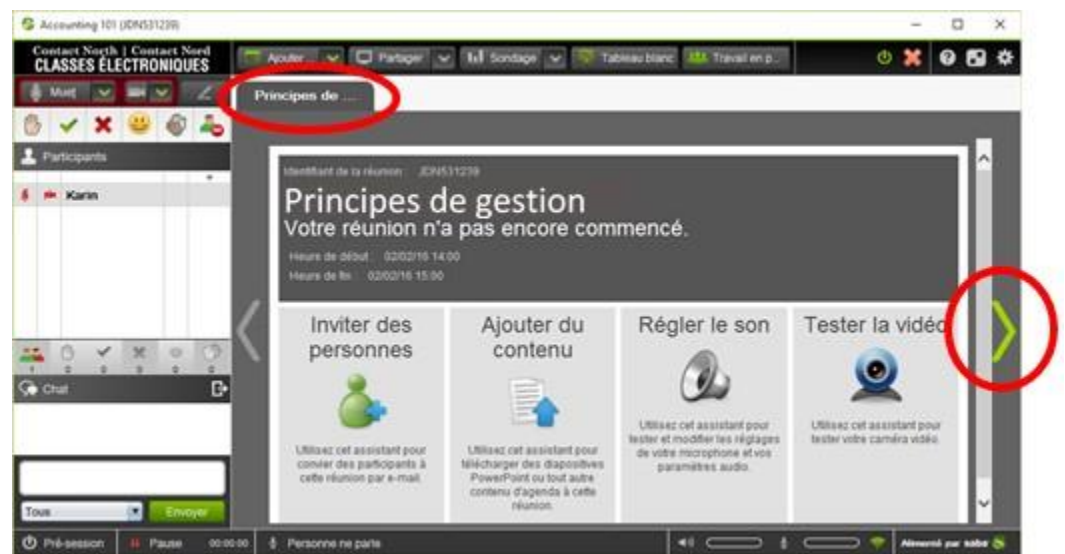 Accounting 101 (JDN531239)
Contact North | Contact Nord
CLASSES ÉLECTRONIQUES
Ajouter... Partager Sondage Tableau blanc Travail en p...
Muet
Principes de ...
Participants
Karin
Identifiant de la réunion: JDN531239
Principes de gestion
Votre réunion n'a pas encore commencé.
Heure de début: 02/02/16 14:00
Heure de fin: 02/02/16 15:00
Inviter des
personnes
Utilisez cet assistant pour
convier des participants à
cette réunion par e-mail.
Ajouter du
contenu
Utilisez cet assistant pour
télécharger des diapositives
PowerPoint ou tout autre
contenu d'agenda à cette
réunion.
Régler le son
Utilisez cet assistant pour
tester et modifier les réglages
de votre microphone et vos
paramètres audio.
Tester la vidéo
Utilisez cet assistant pour
tester votre caméra vidéo.
1 0 0 0 0 0
Chat
Tous Envoyer
Pré-session Pause 00:00:00 Personne ne parle Alimenté par saba